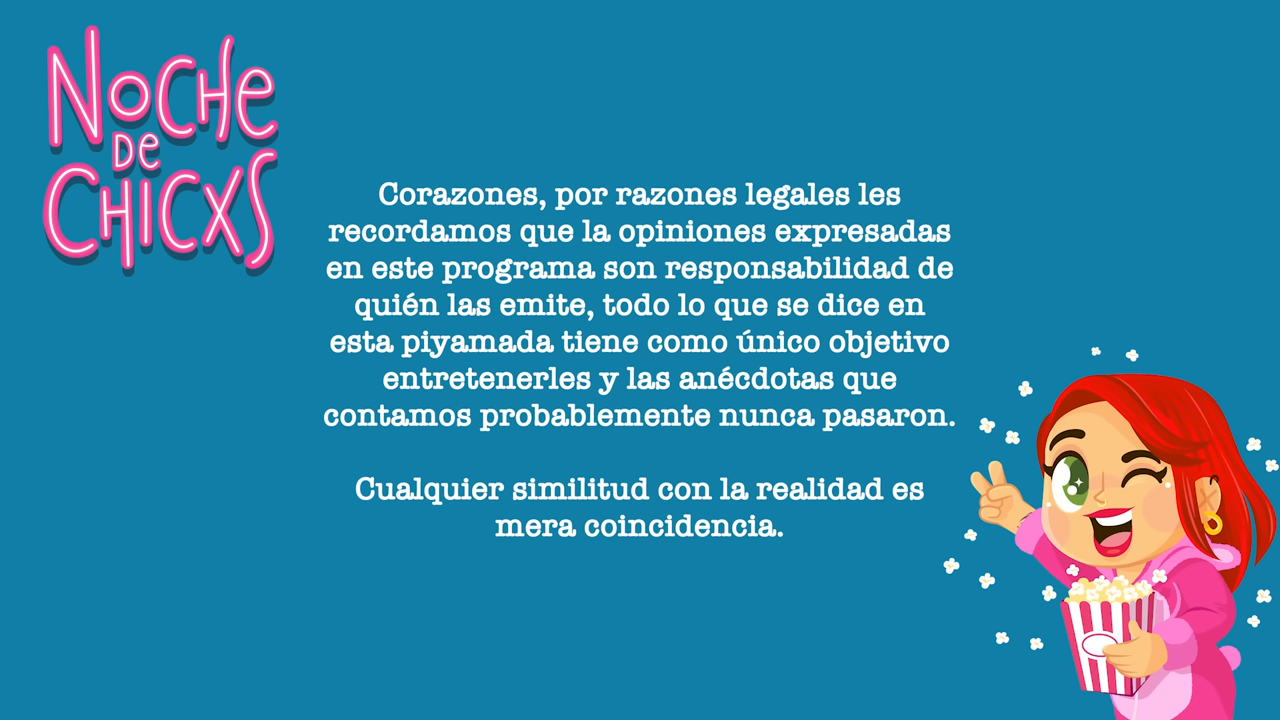 NOCHE
DE
CHICXS
Corazones, por razones legales les
recordamos que la opiniones expresadas
en este programa son responsabilidad de
quién las emite, todo lo que se dice en
esta piyamada tiene como único objetivo
entretenerles y las anécdotas que
contamos probablemente nunca pasaron.
Cualquier similitud con la realidad es
mera coincidencia.